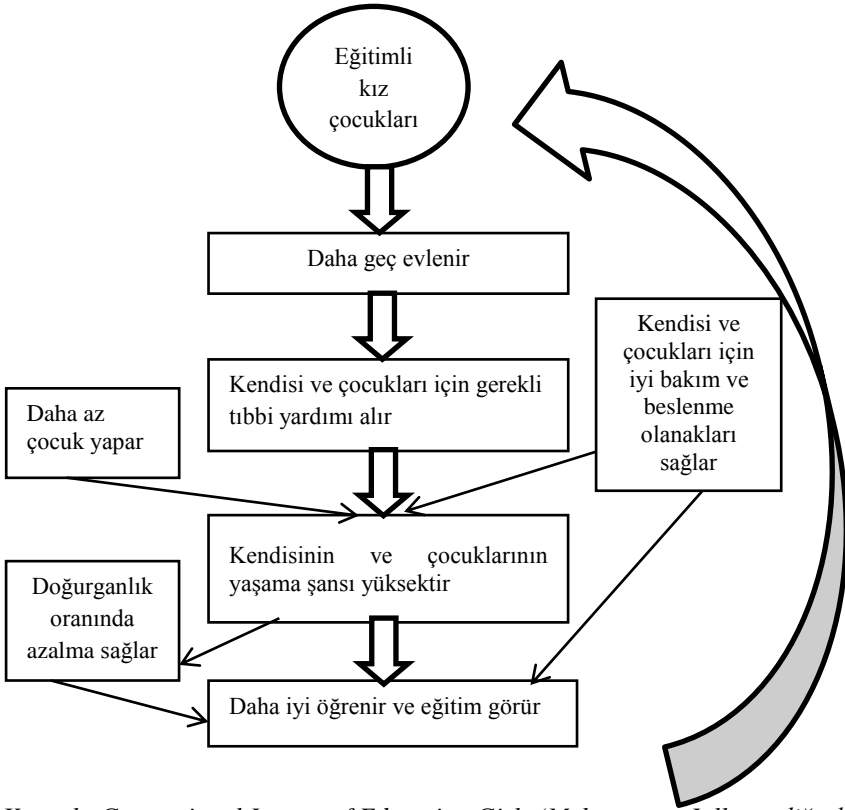 Eğitimli
kız
çocukları
Daha geç evlenir
Kendisi ve
çocukları için
iyi bakım ve
beslenme
olanakları
sağlar
Kendisi ve çocukları için gerekli
tıbbi yardımı alır
Daha az
çocuk yapar
Kendisinin ve çocuklarının
yaşama şansı yüksektir
Doğurganlık
oranında
azalma sağlar
Daha iyi öğrenir ve eğitim görür